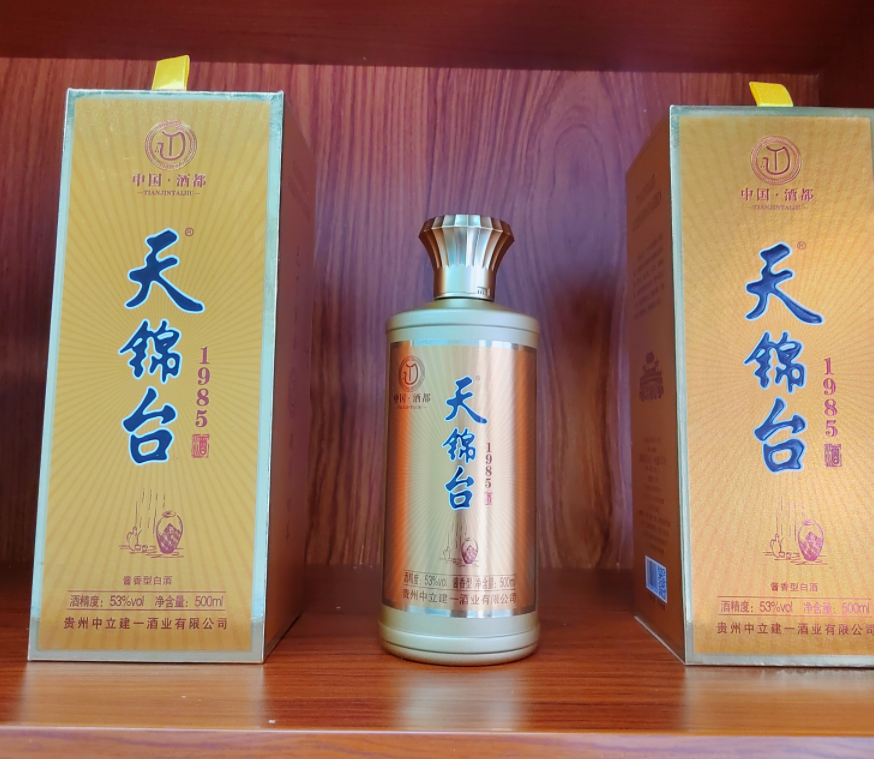 中国·酒都
TIANJINTAIJIU
天锦台®
1985
酱香型白酒
酒精度：53%vol 净含量：500ml
贵州中立建一酒业有限公司
中国·酒都
天锦台
1985
酒精度：53%vol 酱香型 净含量：500ml
贵州中立建一酒业有限公司
中国·酒都
TIANJINTAIJIU
天锦台®
1985
酱香型白酒
酒精度：53%vol 净含量：500ml
贵州中立建一酒业有限公